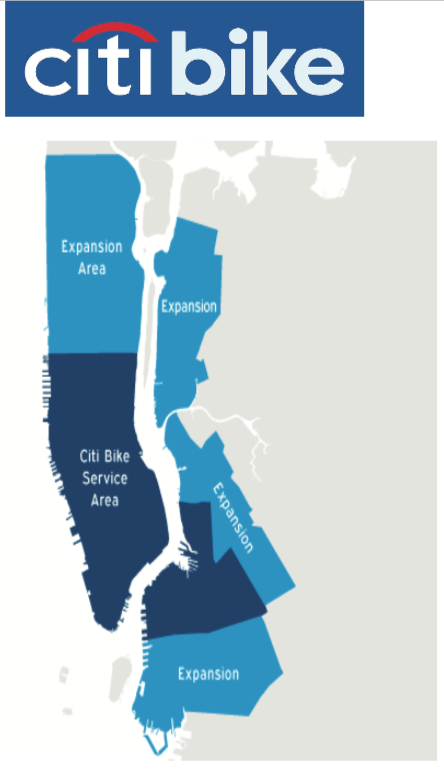 citi bike
Expansion
Area
Expansion
Citi Bike
Service
Area
Expansion
Expansion